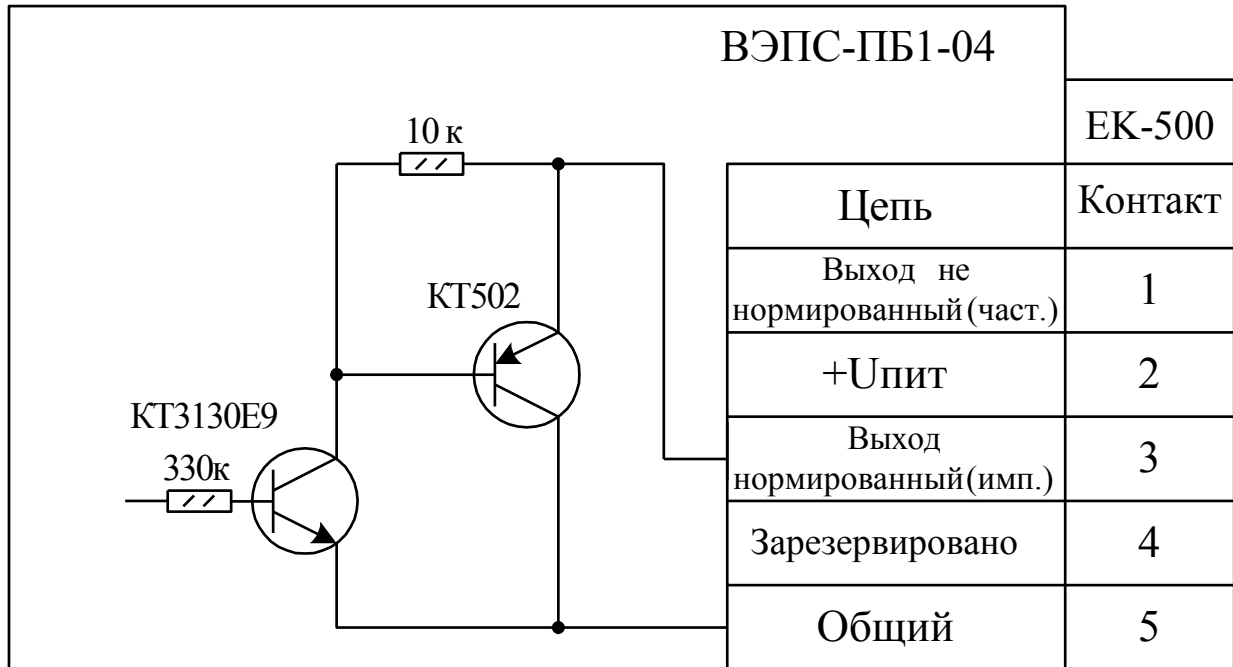 ВЭПС-ПБ1-04
EK-500
10 к
Цепь Контакт
Выход не
нормированный (част.) 1
КТ502
+Uпит 2
КТ3130Е9
Выход
нормированный (имп.) 3
330к
Зарезервировано 4
Общий 5